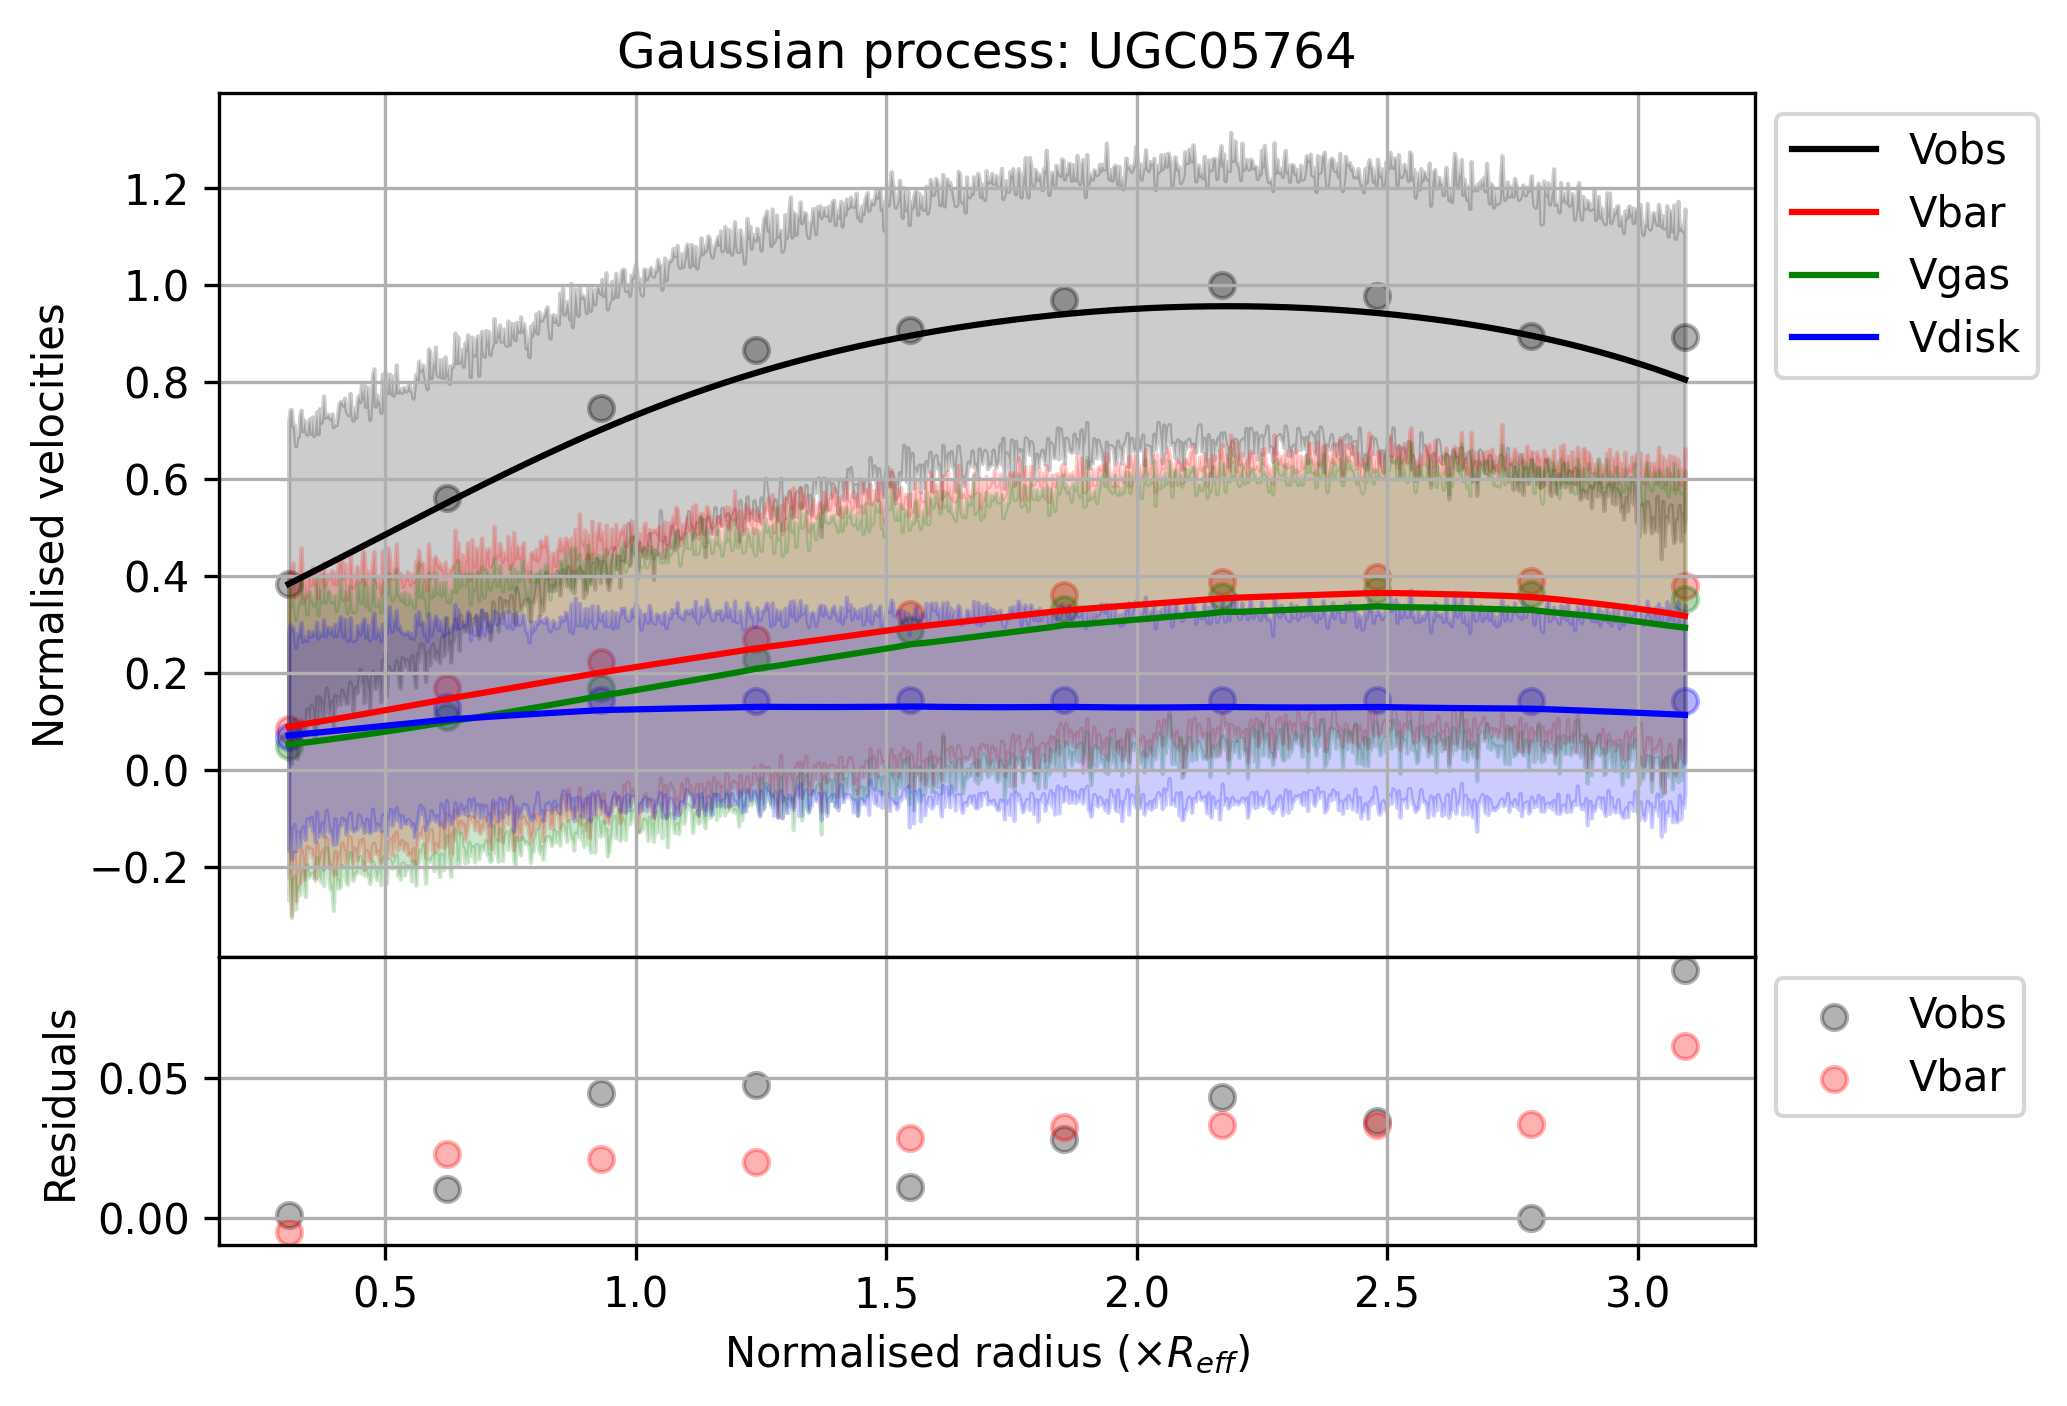 Gaussian process: UGC05764
Normalised velocities
1.2
1.0
0.8
0.6
0.4
0.2
0.0
−0.2
Vobs
Vbar
Vgas
Vdisk
Residuals
0.05
0.00
Vobs
Vbar
0.5 1.0 1.5 2.0 2.5 3.0
Normalised radius (×R_eff)